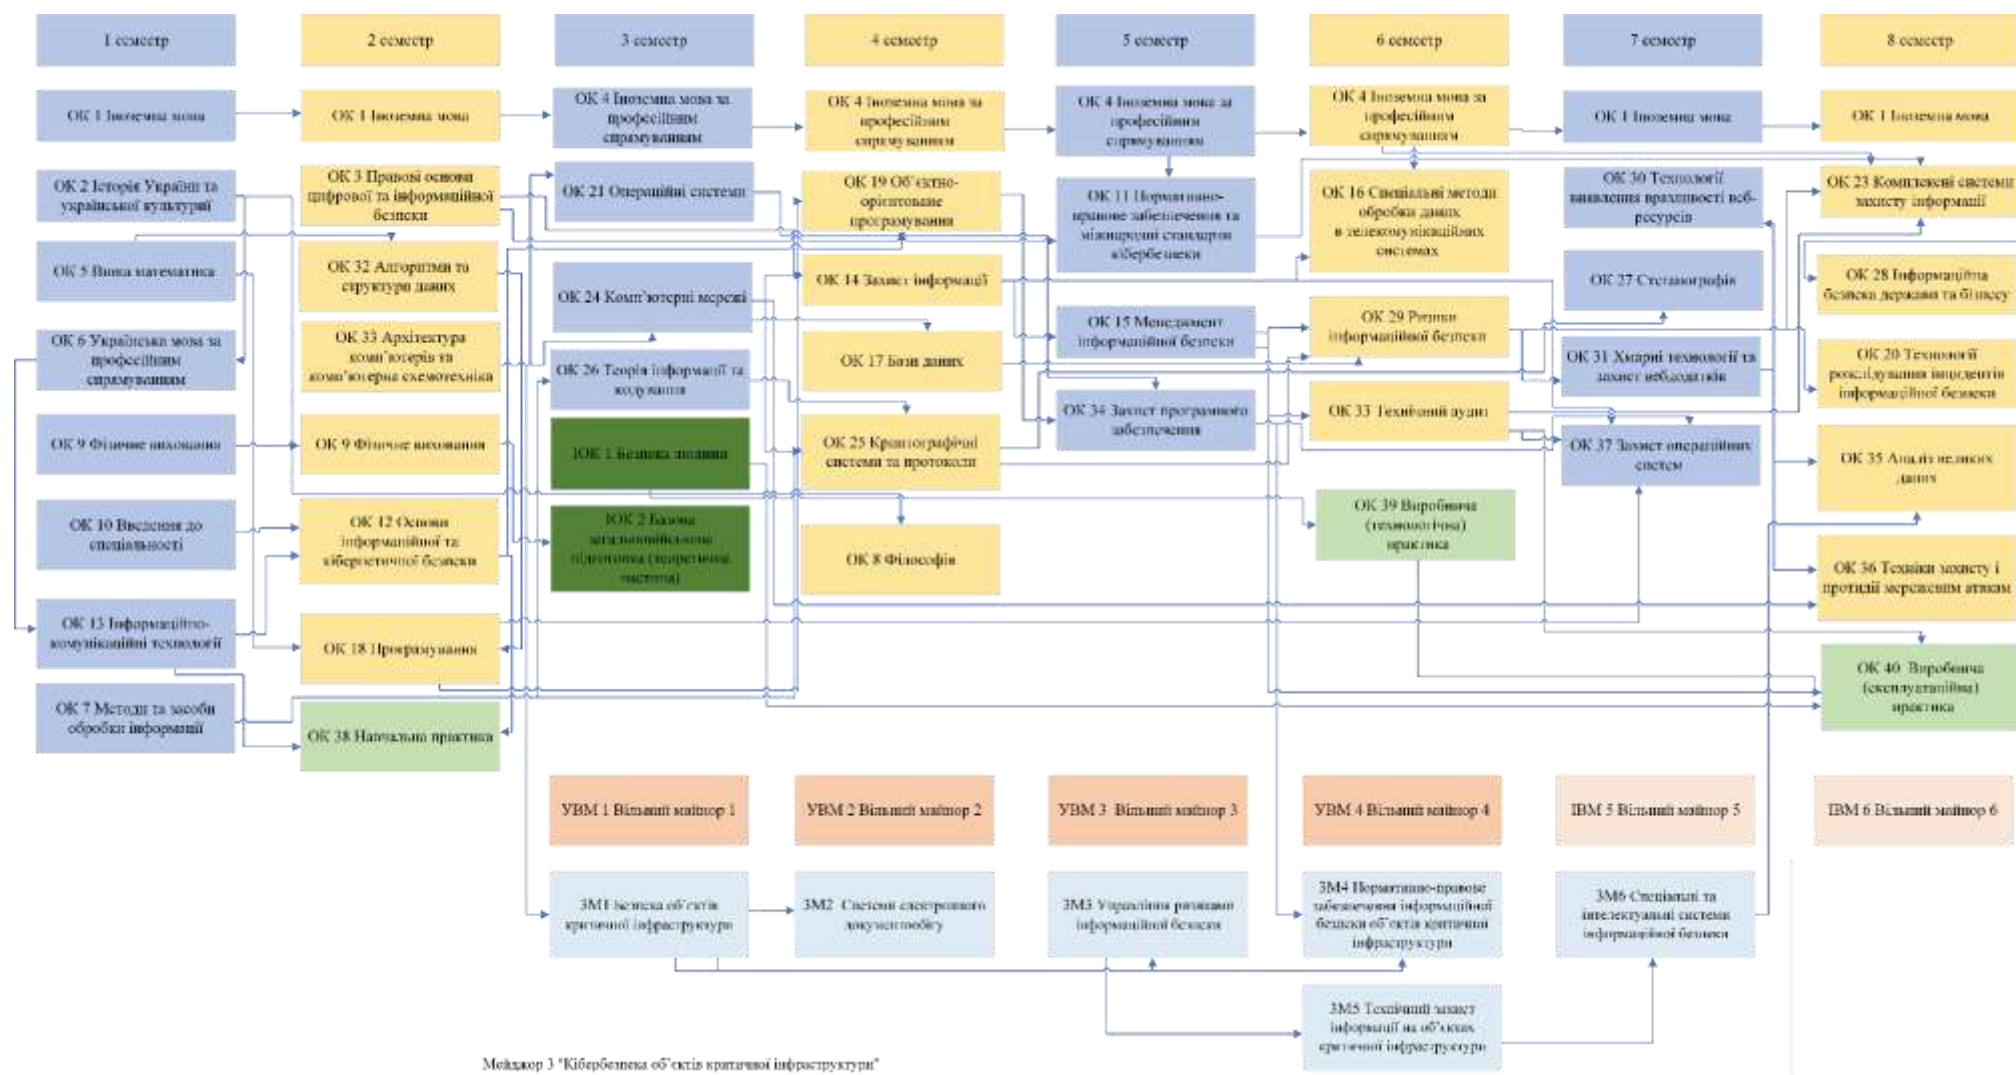 1 семестр
2 семестр
3 семестр
4 семестр
5 семестр
6 семестр
7 семестр
8 семестр
ОК 1 Іноземна мова
ОК 1 Іноземна мова
ОК 4 Іноземна мова за
професійним
спрямуванням
ОК 4 Іноземна мова за
професійним
спрямуванням
ОК 4 Іноземна мова за
професійним
спрямуванням
ОК 4 Іноземна мова за
професійним
спрямуванням
ОК 1 Іноземна мова
ОК 1 Іноземна мова
ОК 2 Історія України та
української культури
ОК 3 Правові основи
цифрової та інформаційної
безпеки
ОК 21 Операційні системи
ОК 19 Об'єктно-
орієнтоване
програмування
ОК 11 Нормативно-
правове забезпечення та
міжнародні стандарти
кібербезпеки
ОК 16 Спеціальні методи
обробки даних
в телекомунікаційних
системах
ОК 30 Технології
виявлення вразливості веб-
ресурсів
ОК 23 Комплексні системи
захисту інформації
ОК 5 Вища математика
ОК 32 Алгоритми та
структури даних
ОК 24 Комп'ютерні мережі
ОК 14 Захист інформації
ОК 27 Стеганографія
ОК 28 Інформаційна
безпека держави та бізнесу
ОК 6 Українська мова за
професійним
спрямуванням
ОК 33 Архітектура
комп'ютерів та
комп'ютерна схемотехніка
ОК 26 Теорія інформації та
кодування
ОК 17 Бази даних
ОК 15 Менеджмент
інформаційної безпеки
ОК 29 Ризики
інформаційної безпеки
ОК 31 Хмарні технології та
захист вебдодатків
ОК 20 Технології
розслідування інцидентів
інформаційної безпеки
ОК 9 Фізичне виховання
ОК 9 Фізичне виховання
ЮК 1 Безпека людини
ОК 25 Криптографічні
системи та протоколи
ОК 34 Захист програмного
забезпечення
ОК 33 Технічний аудит
ОК 37 Захист операційних
систем
ОК 35 Аналіз великих
даних
ОК 10 Введення до
спеціальності
ОК 12 Основи
інформаційної та
кібернетичної безпеки
ЮК 2 Базова
загальновійськова
підготовка (теоретична
частина)
ОК 8 Філософія
ОК 39 Виробнича
(технологічна)
практика
ОК 36 Техніки захисту і
протидії мережевим атакам
ОК 13 Інформаційно-
комунікаційні технології
ОК 18 Програмування
ОК 40 Виробнича
(експлуатаційна)
практика
ОК 7 Методи та засоби
обробки інформації
ОК 38 Навчальна практика
УВМ 1 Вільний майнор 1
УВМ 2 Вільний майнор 2
УВМ 3 Вільний майнор 3
УВМ 4 Вільний майнор 4
ІВМ 5 Вільний майнор 5
ІВМ 6 Вільний майнор 6
ЗМ1 Безпека об'єктів
критичної інфраструктури
ЗМ2 Системи електронного
документообігу
ЗМ3 Управління ризиками
інформаційної безпеки
ЗМ4 Нормативно-правове
забезпечення інформаційної
безпеки об'єктів критичної
інфраструктури
ЗМ6 Спеціальні та
інтелектуальні системи
інформаційної безпеки
ЗМ5 Технічний захист
інформації на об'єктах
критичної інфраструктури
Мейджор 3 "Кібербезпека об'єктів критичної інфраструктури"